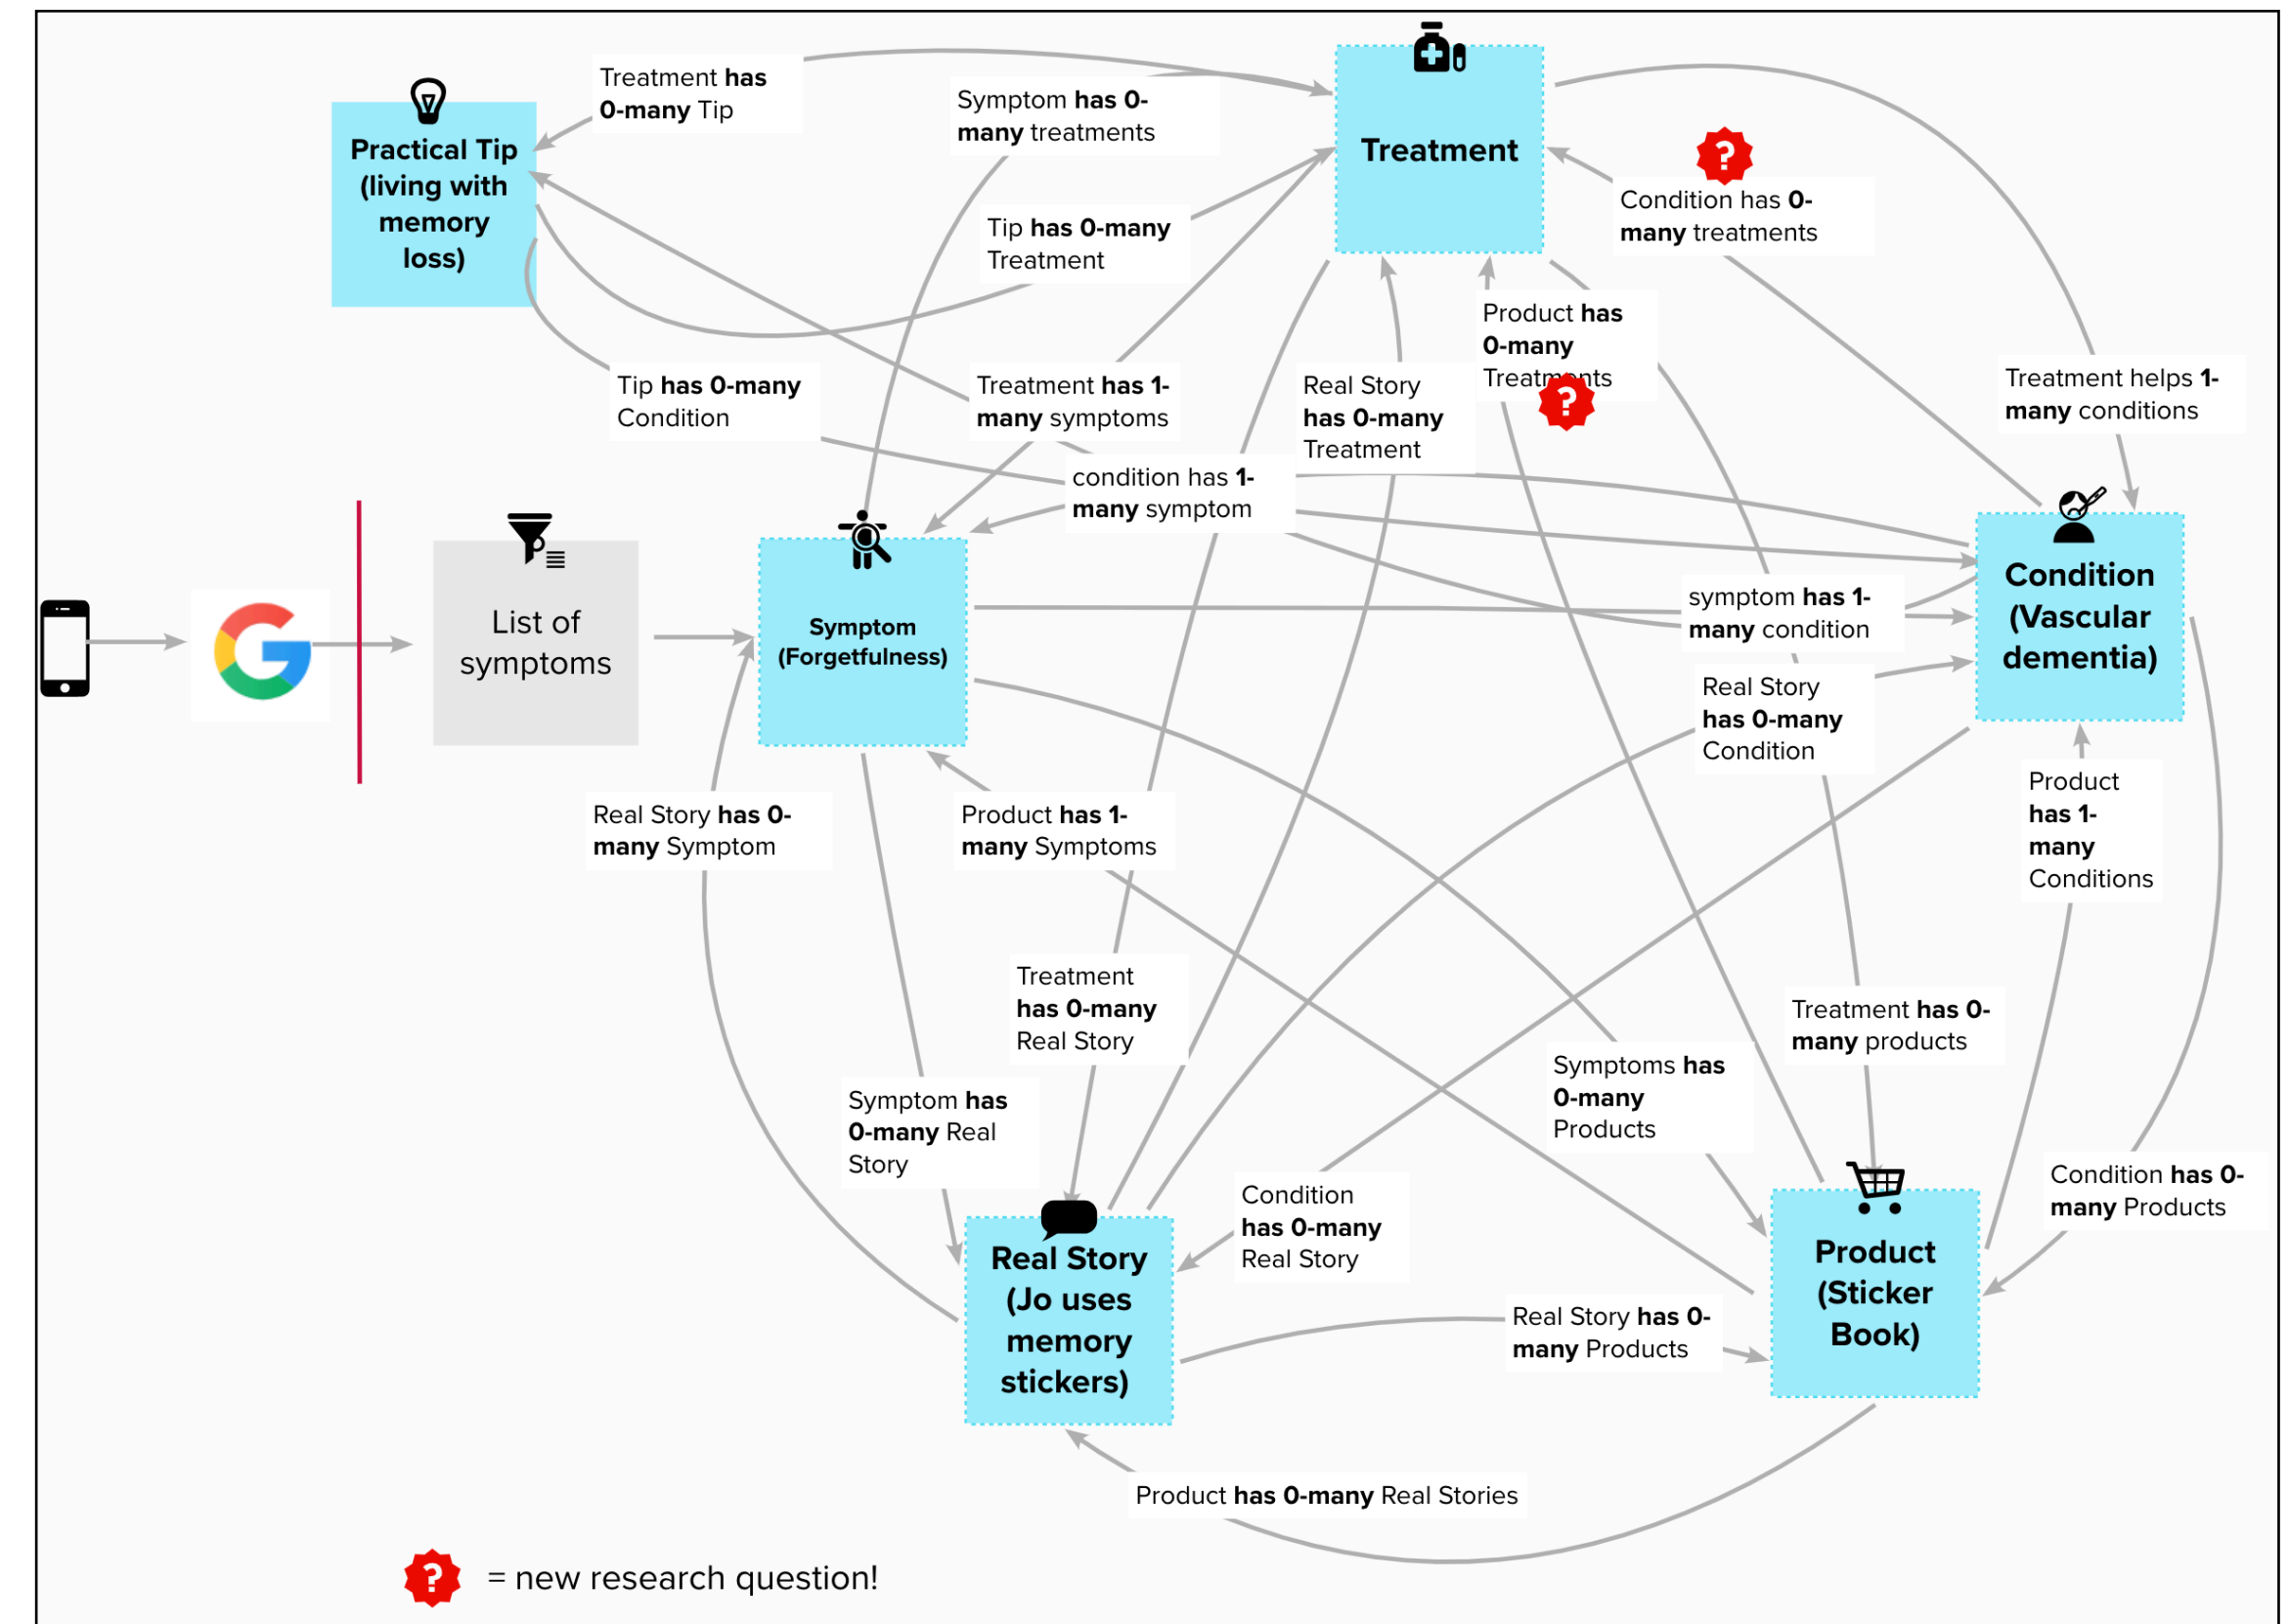 Treatment has
0-many Tip
Practical Tip
(living with
memory
loss)
Symptom has 0-
many treatments
Treatment
Condition has 0-
many treatments
Tip has 0-many
Treatment
Product has
0-many
Treatments
Tip has 0-many
Condition
Treatment has 1-
many symptoms
Real Story
has 0-many
Treatment
Treatment helps 1-
many conditions
condition has 1-
many symptom
List of
symptoms
Symptom
(Forgetfulness)
symptom has 1-
many condition
Condition
(Vascular
dementia)
Real Story
has 0-many
Condition
Real Story has 0-
many Symptom
Product has 1-
many Symptoms
Product
has 1-
many
Conditions
Treatment
has 0-many
Real Story
Treatment has 0-
many products
Symptoms has
0-many
Products
Symptom has
0-many Real
Story
Condition
has 0-many
Real Story
Condition has 0-
many Products
Real Story
(Jo uses
memory
stickers)
Product
(Sticker
Book)
Real Story has 0-
many Products
Product has 0-many Real Stories
? = new research question!